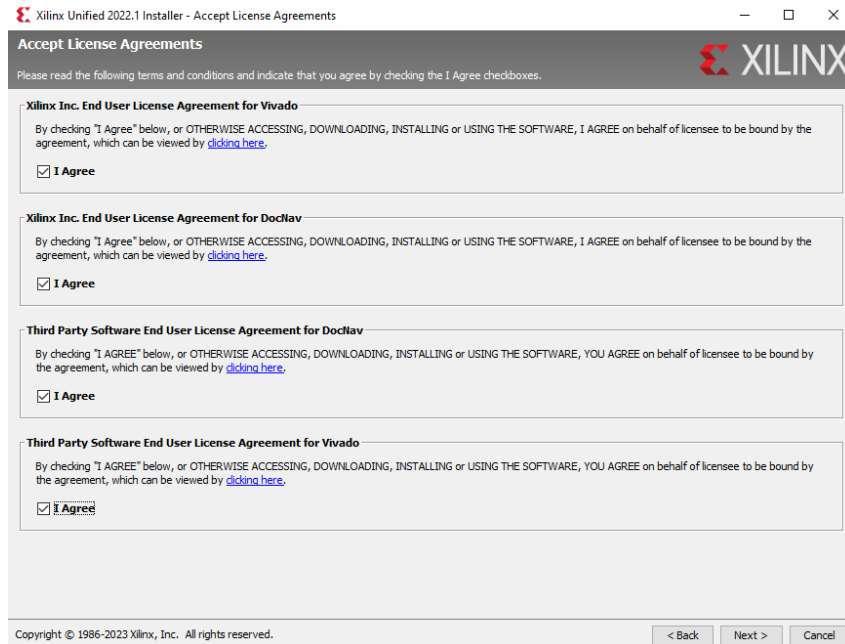 Xilinx Unified 2022.1 Installer - Accept License Agreements
Accept License Agreements
Please read the following terms and conditions and indicate that you agree by checking the I Agree checkboxes.
XILINX
Xilinx Inc. End User License Agreement for Vivado
By checking "I Agree" below, or OTHERWISE ACCESSING, DOWNLOADING, INSTALLING or USING THE SOFTWARE, I AGREE on behalf of licensee to be bound by the
agreement, which can be viewed by clicking here.
I Agree
Xilinx Inc. End User License Agreement for DocNav
By checking "I Agree" below, or OTHERWISE ACCESSING, DOWNLOADING, INSTALLING or USING THE SOFTWARE, I AGREE on behalf of licensee to be bound by the
agreement, which can be viewed by clicking here.
I Agree
Third Party Software End User License Agreement for DocNav
By checking "I AGREE" below, or OTHERWISE ACCESSING, DOWNLOADING, INSTALLING or USING THE SOFTWARE, YOU AGREE on behalf of licensee to be bound by
the agreement, which can be viewed by clicking here.
I Agree
Third Party Software End User License Agreement for Vivado
By checking "I AGREE" below, or OTHERWISE ACCESSING, DOWNLOADING, INSTALLING or USING THE SOFTWARE, YOU AGREE on behalf of licensee to be bound by
the agreement, which can be viewed by clicking here.
I Agree
Copyright © 1986-2023 Xilinx, Inc. All rights reserved.
< Back Next > Cancel